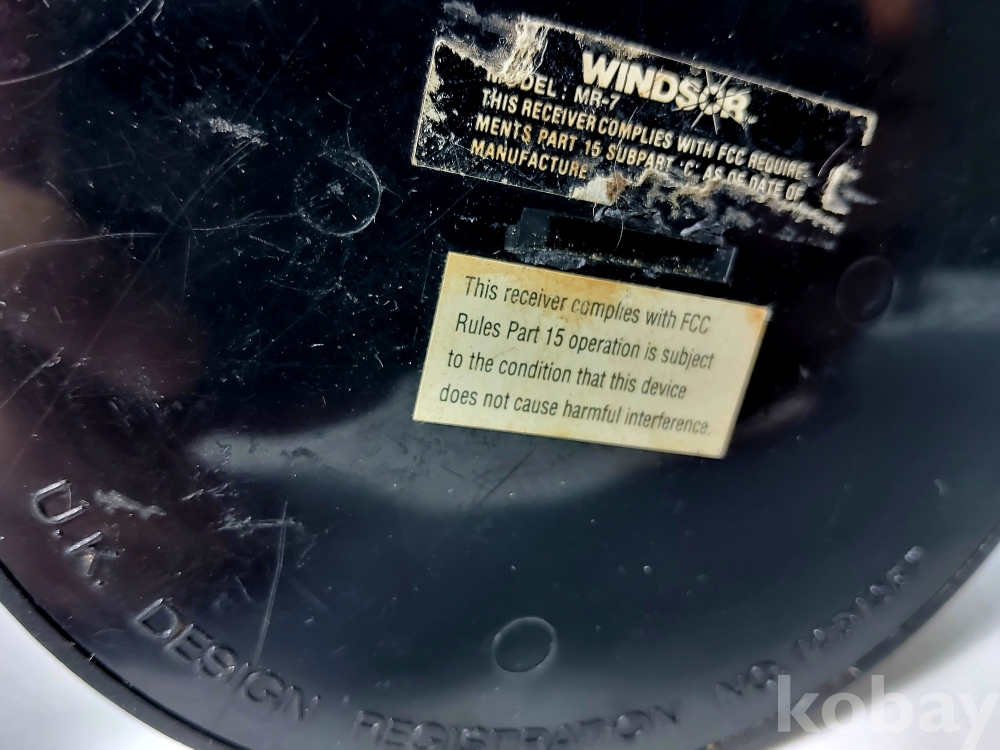 WINDSOR
MODEL: MR-7
THIS RECEIVER COMPLIES WITH FCC REQUIRE-
MENTS PART 15 SUBPART 'C' AS OF DATE OF
MANUFACTURE
This receiver complies with FCC
Rules Part 15 operation is subject
to the condition that this device
does not cause harmful interference.
U.K. DESIGN REGISTRATION NO.
kobay